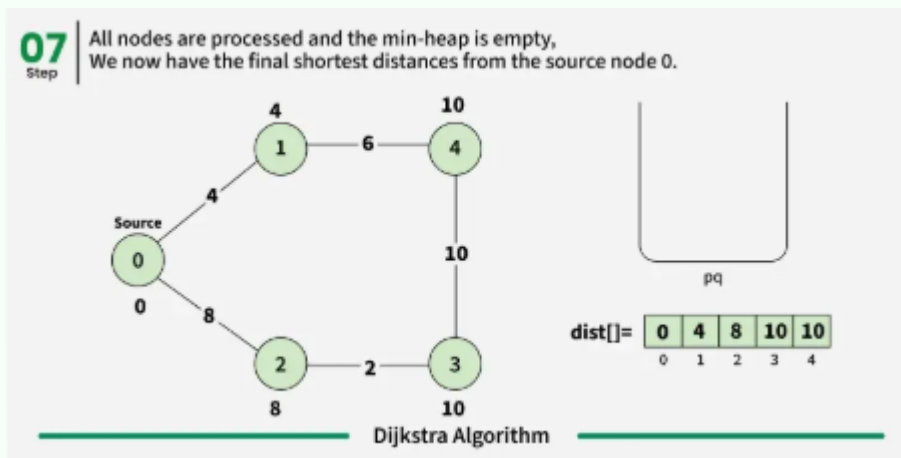 07
Step
All nodes are processed and the min-heap is empty,
We now have the final shortest distances from the source node 0.
4
10
1
6
4
4
Source
0
10
pq
0
8
dist[]= 0 4 8 10 10
0 1 2 3 4
2
2
3
8
10
Dijkstra Algorithm